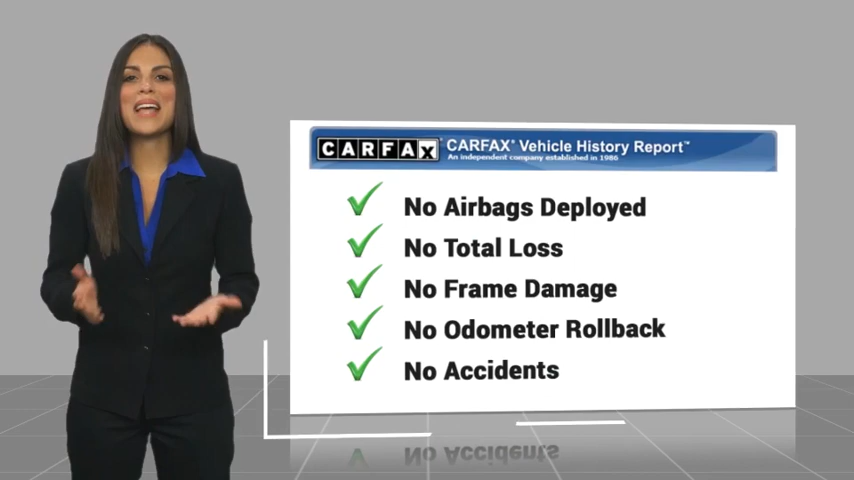 CARFAX® CARFAX® Vehicle History Report™
An independent company established in 1986
No Airbags Deployed
No Total Loss
No Frame Damage
No Odometer Rollback
No Accidents
No Accidents